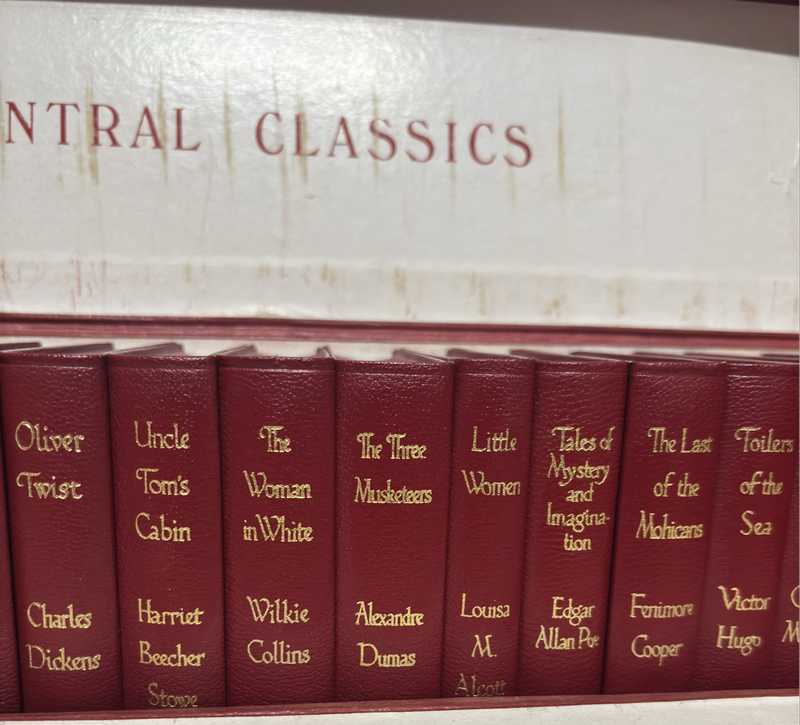 NTRAL CLASSICS
Oliver
Twist
Charles
Dickens
Uncle
Tom's
Cabin
Harriet
Beecher
Stowe
The
Woman
in White
Wilkie
Collins
The Three
Musketeers
Alexandre
Dumas
Little
Women
Louisa
M.
Alcott
Tales of
Mystery
and
Imagina-
tion
Edgar
Allan Poe
The Last
of the
Mohicans
Fenimore
Cooper
Toilers
of the
Sea
Victor
Hugo